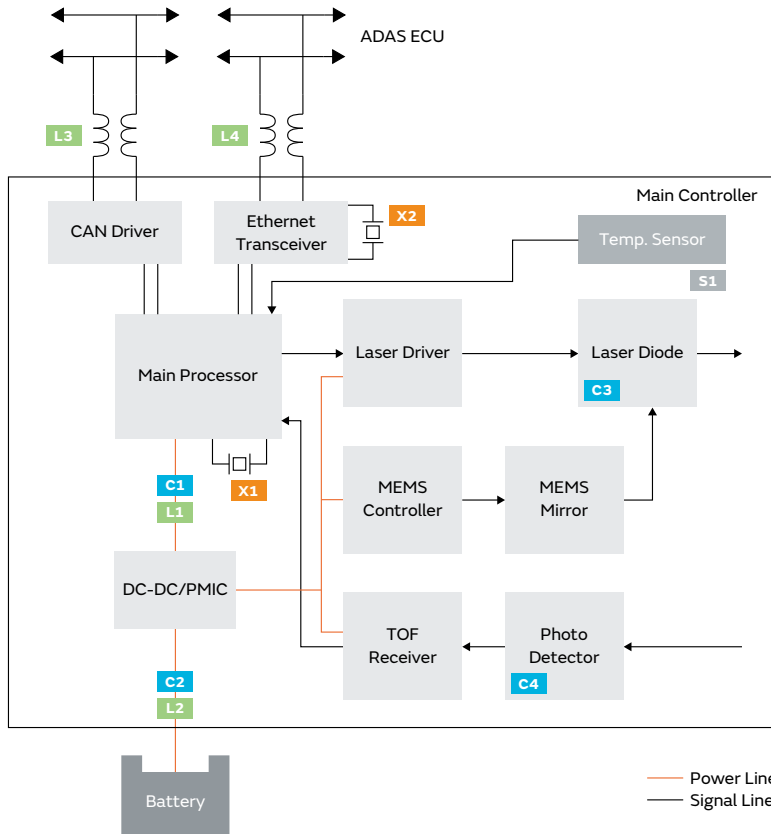 ADAS ECU
L3
L4
Main Controller
CAN Driver
Ethernet
Transceiver
X2
Temp. Sensor
S1
Main Processor
Laser Driver
Laser Diode
C3
X1
C1
L1
MEMS
Controller
MEMS
Mirror
DC-DC/PMIC
TOF
Receiver
Photo
Detector
C4
C2
L2
Battery
Power Line
Signal Line